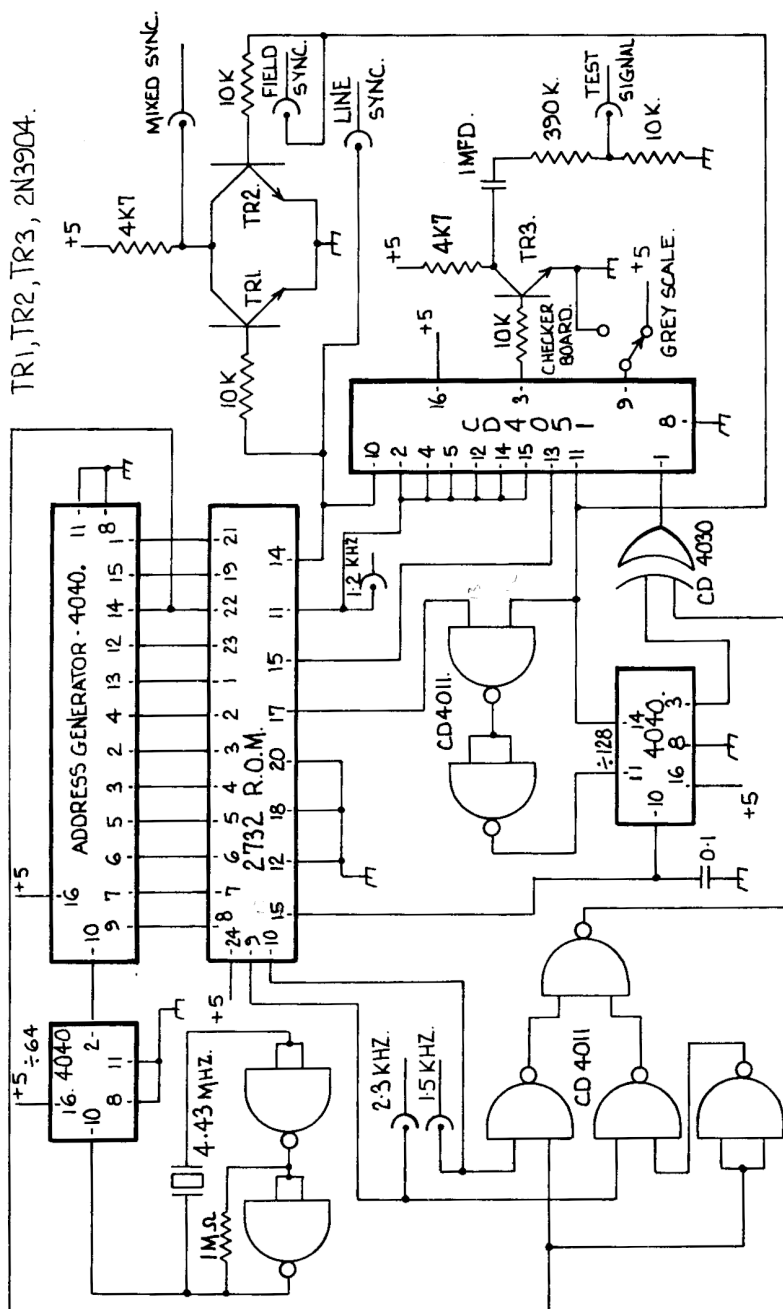 TR1, TR2, TR3, 2N3904.
+5
4K7
MIXED SYNC.
10K
TR1.
TR2.
10K
FIELD
SYNC.
LINE
SYNC.
+5
÷64
16. 4040
-10
2-
8
11
4.43 MHZ.
1MΩ
+5
16
-10
ADDRESS GENERATOR - 4040.
9
7
6
5
3
2
4
13
12
14
15
1
11
8
8
7
6
5
4
3
2
1
23
22
19
21
-24
-9
-10
+5
2732 R.O.M.
15
12
18
20
17
15
11
14
1·2 KHZ
2·3 KHZ.
1·5 KHZ.
CD4011.
CD 4011
÷128
11
14
4040.
-10
16
8
3
+5
0·1
CD 4030
-10
-2
-4
-5
-12
-14
-15
-13
-11
-1
CD4051
16-
3-
9-
8
+5
10K
4K7
+5
TR3.
1MFD.
390K.
TEST
SIGNAL
10K.
CHECKER
BOARD.
+5
GREY SCALE.